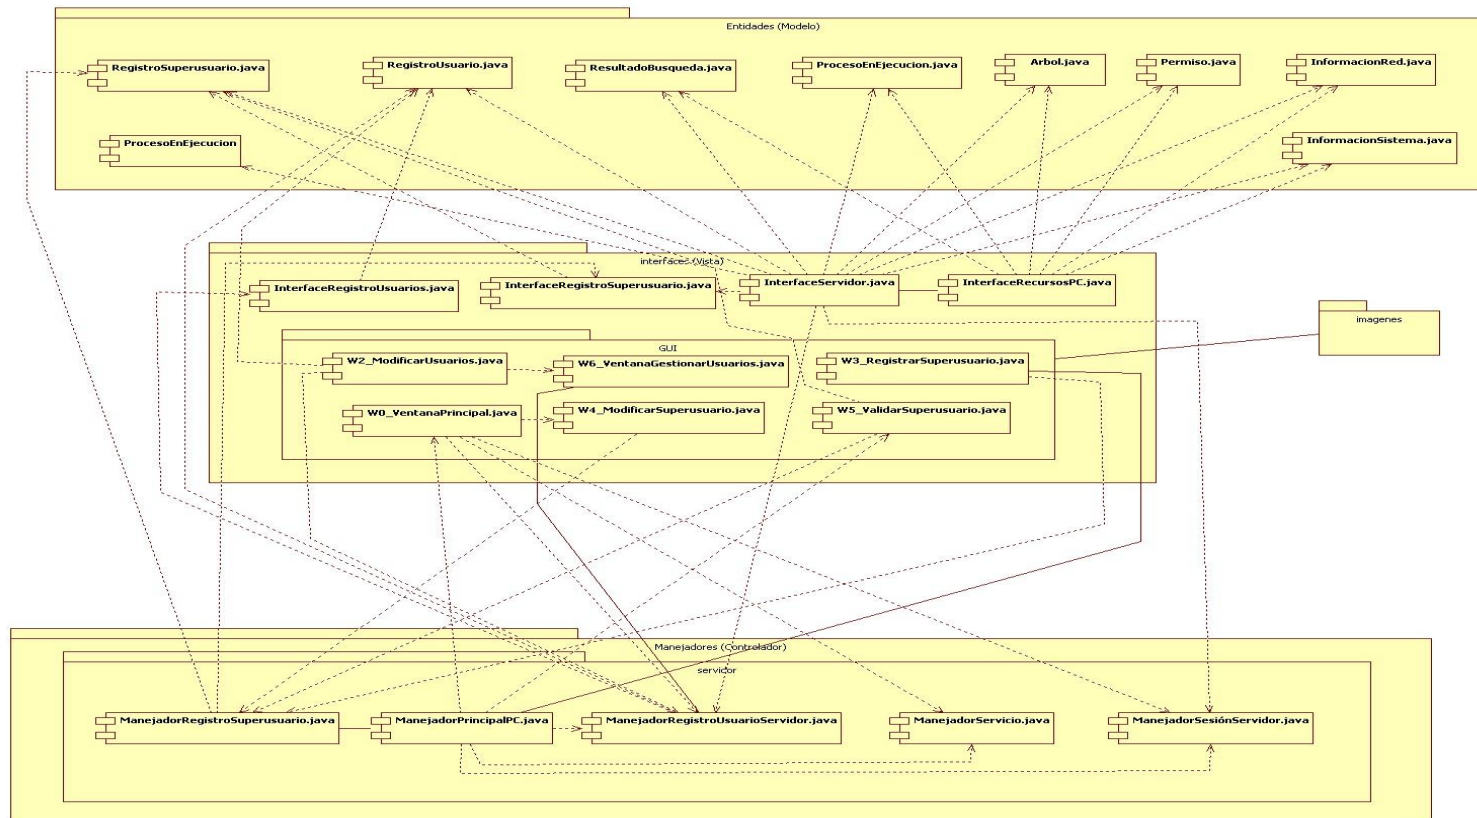 Entidades (Modelo)
RegistroSuperusuario.java
RegistroUsuario.java
ResultadoBusqueda.java
ProcesoEnEjecucion.java
Arbol.java
Permiso.java
InformacionRed.java
ProcesoEnEjecucion
InformacionSistema.java
interfaces (Vista)
InterfaceRegistroUsuarios.java
InterfaceRegistroSuperusuario.java
InterfaceServidor.java
InterfaceRecursosPC.java
imagenes
GUI
W2_ModificarUsuarios.java
W6_VentanaGestionarUsuarios.java
W3_RegistrarSuperusuario.java
W0_VentanaPrincipal.java
W4_ModificarSuperusuario.java
W5_ValidarSuperusuario.java
Manejadores (Controlador)
servidor
ManejadorRegistroSuperusuario.java
ManejadorPrincipalPC.java
ManejadorRegistroUsuarioServidor.java
ManejadorServicio.java
ManejadorSesiónServidor.java